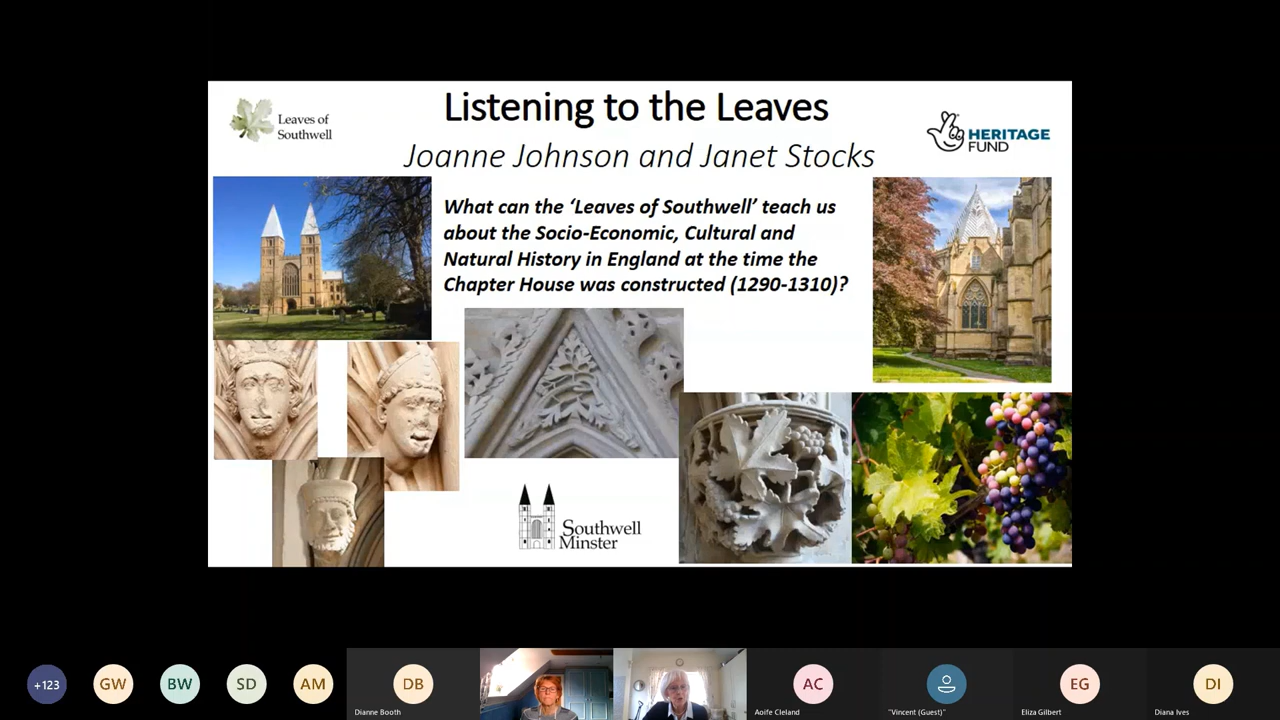 Listening to the Leaves
Leaves of
Southwell
HERITAGE
FUND
Joanne Johnson and Janet Stocks
What can the ‘Leaves of Southwell’ teach us
about the Socio-Economic, Cultural and
Natural History in England at the time the
Chapter House was constructed (1290-1310)?
Southwell
Minster
+123
GW
BW
SD
AM
DB
Dianne Booth
AC
Aoife Cleland
"Vincent (Guest)"
EG
Eliza Gilbert
DI
Diana Ives